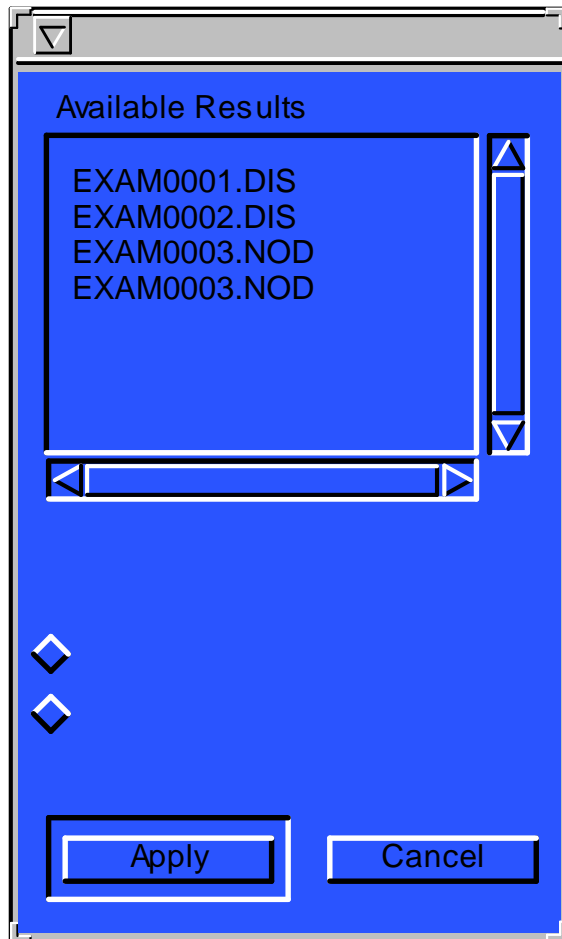 Available Results
EXAM0001.DIS
EXAM0002.DIS
EXAM0003.NOD
EXAM0003.NOD
Apply
Cancel